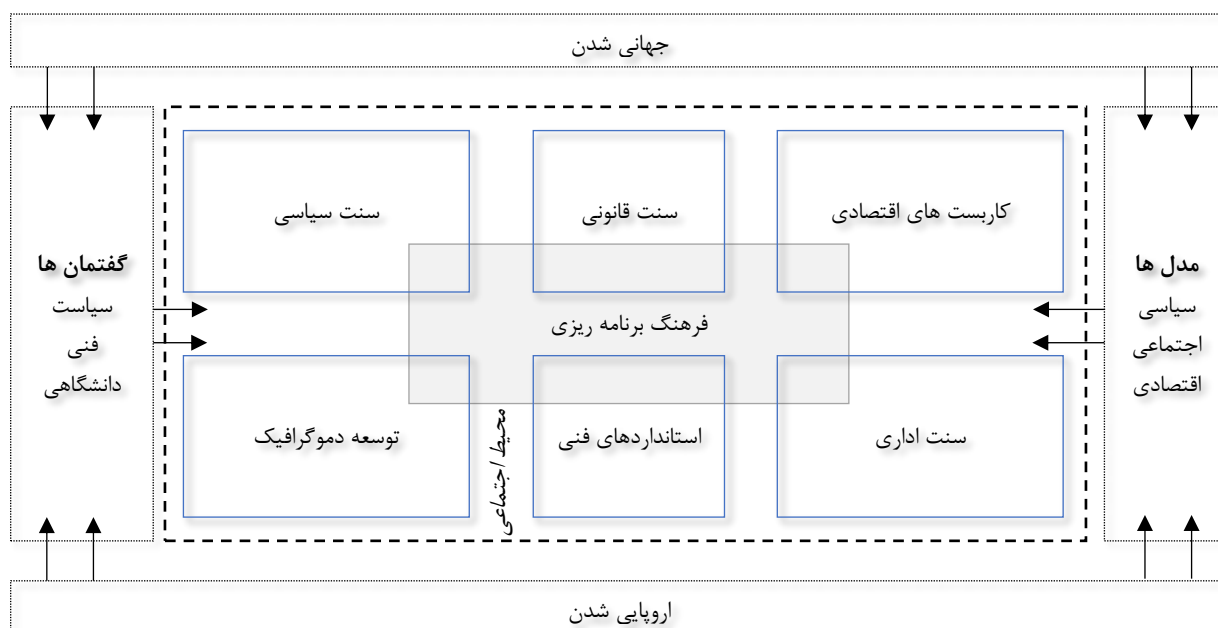 جهانی شدن
مدل ها
سیاسی
اجتماعی
اقتصادی
کاربست های اقتصادی
سنت قانونی
سنت سیاسی
فرهنگ برنامه ریزی
سنت اداری
استانداردهای فنی
توسعه دموگرافیک
محیط اجتماعی
گفتمان ها
سیاست
فنی
دانشگاهی
اروپایی شدن